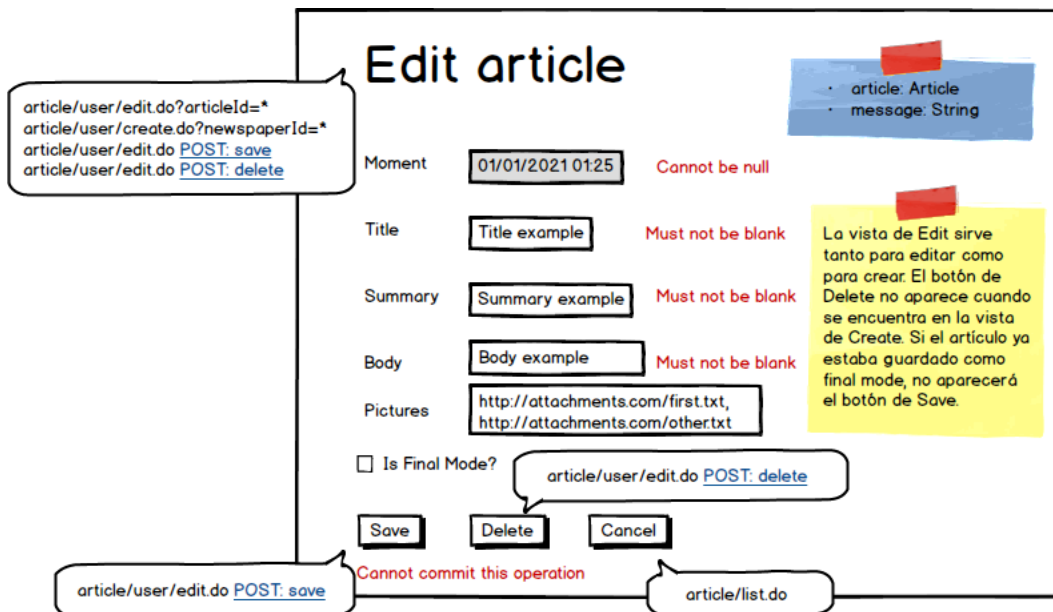 Edit article
• article: Article
• message: String
article/user/edit.do?articleId=*
article/user/create.do?newspaperId=*
article/user/edit.do POST: save
article/user/edit.do POST: delete
Moment 01/01/2021 01:25 Cannot be null
Title Title example Must not be blank
Summary Summary example Must not be blank
Body Body example Must not be blank
Pictures http://attachments.com/first.txt,
http://attachments.com/other.txt
La vista de Edit sirve
tanto para editar como
para crear. El botón de
Delete no aparece cuando
se encuentra en la vista
de Create. Si el artículo ya
estaba guardado como
final mode, no aparecerá
el botón de Save.
Is Final Mode?
article/user/edit.do POST: delete
Save Delete Cancel
Cannot commit this operation
article/user/edit.do POST: save
article/list.do